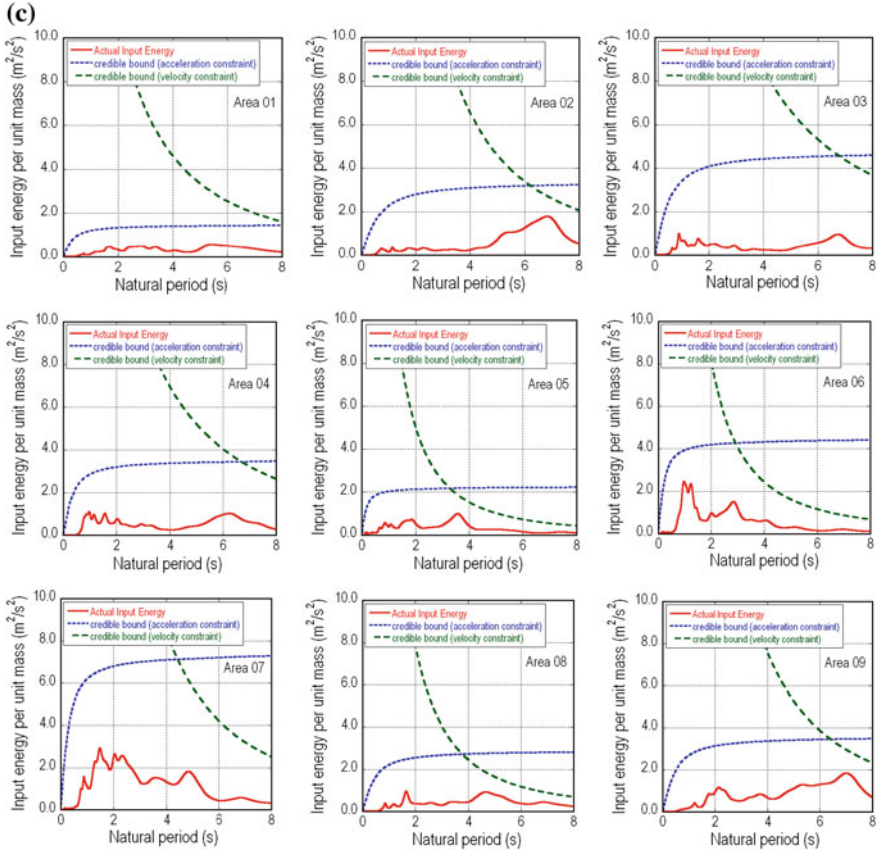 (c)
Input energy per unit mass (m²/s²)
10.0
8.0
6.0
4.0
2.0
0.0
Actual Input Energy
credible bound (acceleration constraint)
credible bound (velocity constraint)
Area 01
0 2 4 6 8
Natural period (s)
Input energy per unit mass (m²/s²)
10.0
8.0
6.0
4.0
2.0
0.0
Actual Input Energy
credible bound (acceleration constraint)
credible bound (velocity constraint)
Area 02
0 2 4 6 8
Natural period (s)
Input energy per unit mass (m²/s²)
10.0
8.0
6.0
4.0
2.0
0.0
Actual Input Energy
credible bound (acceleration constraint)
credible bound (velocity constraint)
Area 03
0 2 4 6 8
Natural period (s)
Input energy per unit mass (m²/s²)
10.0
8.0
6.0
4.0
2.0
0.0
Actual Input Energy
credible bound (acceleration constraint)
credible bound (velocity constraint)
Area 04
0 2 4 6 8
Natural period (s)
Input energy per unit mass (m²/s²)
10.0
8.0
6.0
4.0
2.0
0.0
Actual Input Energy
credible bound (acceleration constraint)
credible bound (velocity constraint)
Area 05
0 2 4 6 8
Natural period (s)
Input energy per unit mass (m²/s²)
10.0
8.0
6.0
4.0
2.0
0.0
Actual Input Energy
credible bound (acceleration constraint)
credible bound (velocity constraint)
Area 06
0 2 4 6 8
Natural period (s)
Input energy per unit mass (m²/s²)
10.0
8.0
6.0
4.0
2.0
0.0
Actual Input Energy
credible bound (acceleration constraint)
credible bound (velocity constraint)
Area 07
0 2 4 6 8
Natural period (s)
Input energy per unit mass (m²/s²)
10.0
8.0
6.0
4.0
2.0
0.0
Actual Input Energy
credible bound (acceleration constraint)
credible bound (velocity constraint)
Area 08
0 2 4 6 8
Natural period (s)
Input energy per unit mass (m²/s²)
10.0
8.0
6.0
4.0
2.0
0.0
Actual Input Energy
credible bound (acceleration constraint)
credible bound (velocity constraint)
Area 09
0 2 4 6 8
Natural period (s)